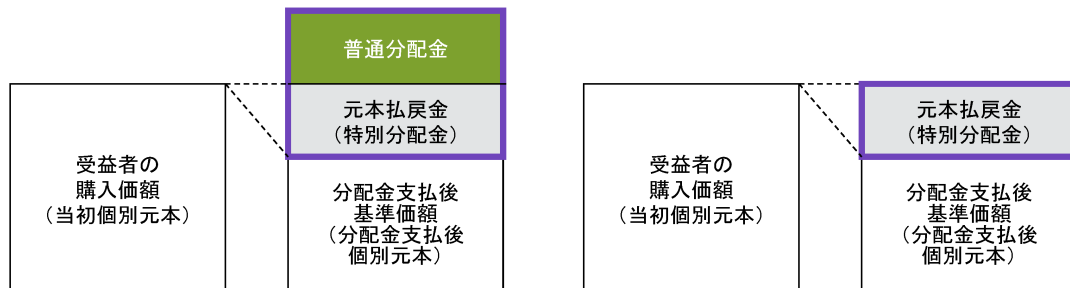 普通分配金
元本払戻金
（特別分配金）
受益者の
購入価額
（当初個別元本）
分配金支払後
基準価額
（分配金支払後
個別元本）
元本払戻金
（特別分配金）
受益者の
購入価額
（当初個別元本）
分配金支払後
基準価額
（分配金支払後
個別元本）